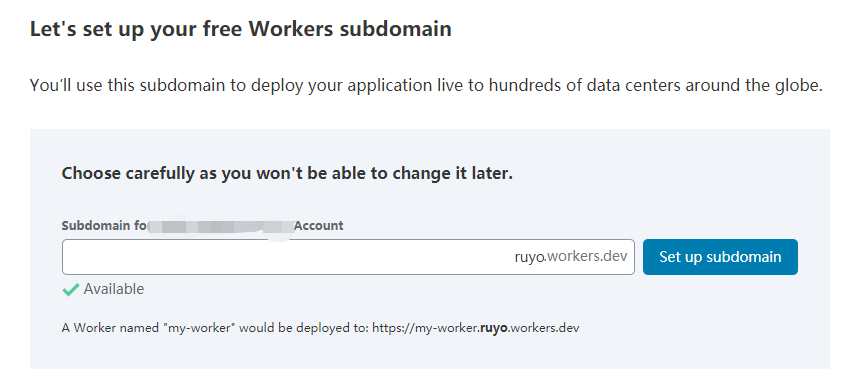 Let's set up your free Workers subdomain
You'll use this subdomain to deploy your application live to hundreds of data centers around the globe.
Choose carefully as you won't be able to change it later.
Subdomain fo Account
ruyo.workers.dev
Set up subdomain
Available
A Worker named "my-worker" would be deployed to: https://my-worker.ruyo.workers.dev